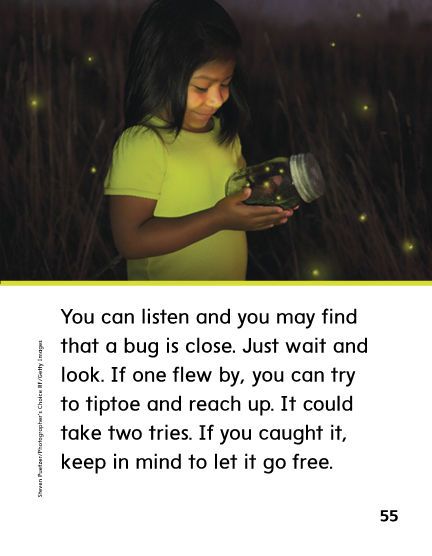 You can listen and you may find
that a bug is close. Just wait and
look. If one flew by, you can try
to tiptoe and reach up. It could
take two tries. If you caught it,
keep in mind to let it go free.
Steven Puetzer/Photographer's Choice RF/Getty Images
55